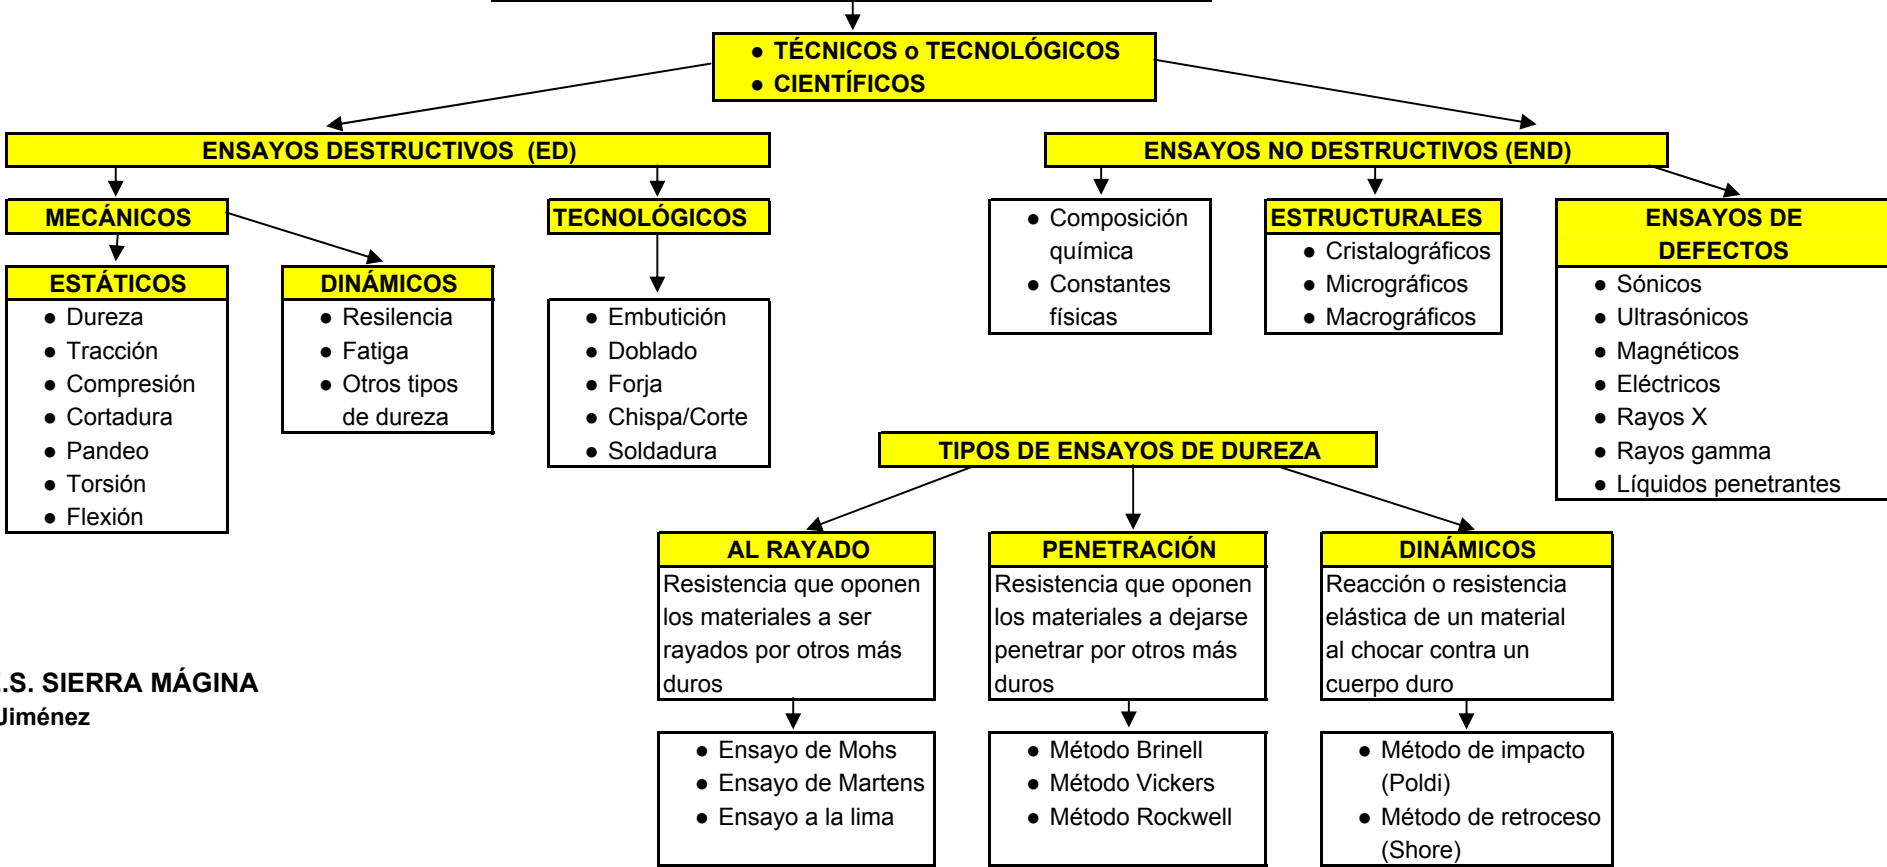 ● TÉCNICOS o TECNOLÓGICOS
● CIENTÍFICOS
ENSAYOS DESTRUCTIVOS (ED)
MECÁNICOS
TECNOLÓGICOS
ESTÁTICOS
● Dureza
● Tracción
● Compresión
● Cortadura
● Pandeo
● Torsión
● Flexión
DINÁMICOS
● Resilencia
● Fatiga
● Otros tipos
de dureza
● Embutición
● Doblado
● Forja
● Chispa/Corte
● Soldadura
ENSAYOS NO DESTRUCTIVOS (END)
● Composición
química
● Constantes
físicas
ESTRUCTURALES
● Cristalográficos
● Micrográficos
● Macrográficos
ENSAYOS DE
DEFECTOS
● Sónicos
● Ultrasónicos
● Magnéticos
● Eléctricos
● Rayos X
● Rayos gamma
● Líquidos penetrantes
TIPOS DE ENSAYOS DE DUREZA
AL RAYADO
Resistencia que oponen
los materiales a ser
rayados por otros más
duros
● Ensayo de Mohs
● Ensayo de Martens
● Ensayo a la lima
PENETRACIÓN
Resistencia que oponen
los materiales a dejarse
penetrar por otros más
duros
● Método Brinell
● Método Vickers
● Método Rockwell
DINÁMICOS
Reacción o resistencia
elástica de un material
al chocar contra un
cuerpo duro
● Método de impacto
(Poldi)
● Método de retroceso
(Shore)
.S. SIERRA MÁGINA
Jiménez